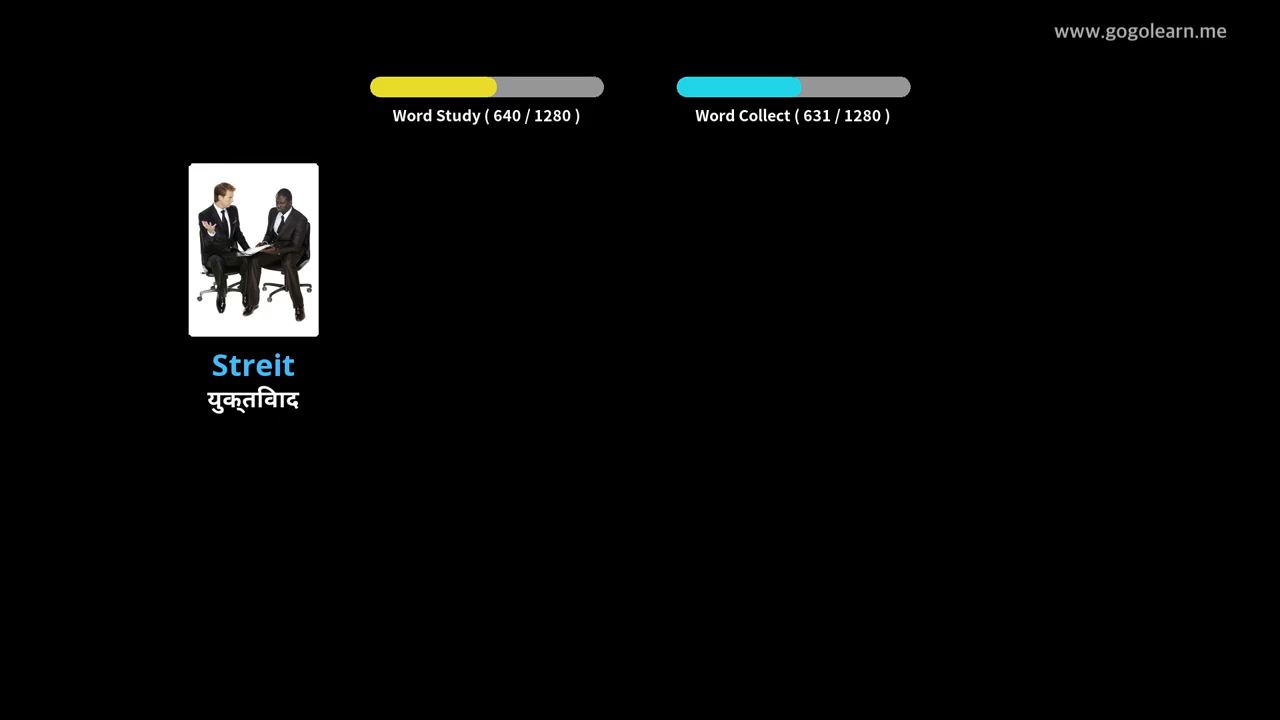 www.gogolearn.me
Word Study ( 640 / 1280 )
Word Collect ( 631 / 1280 )
Streit
युक्तिवाद